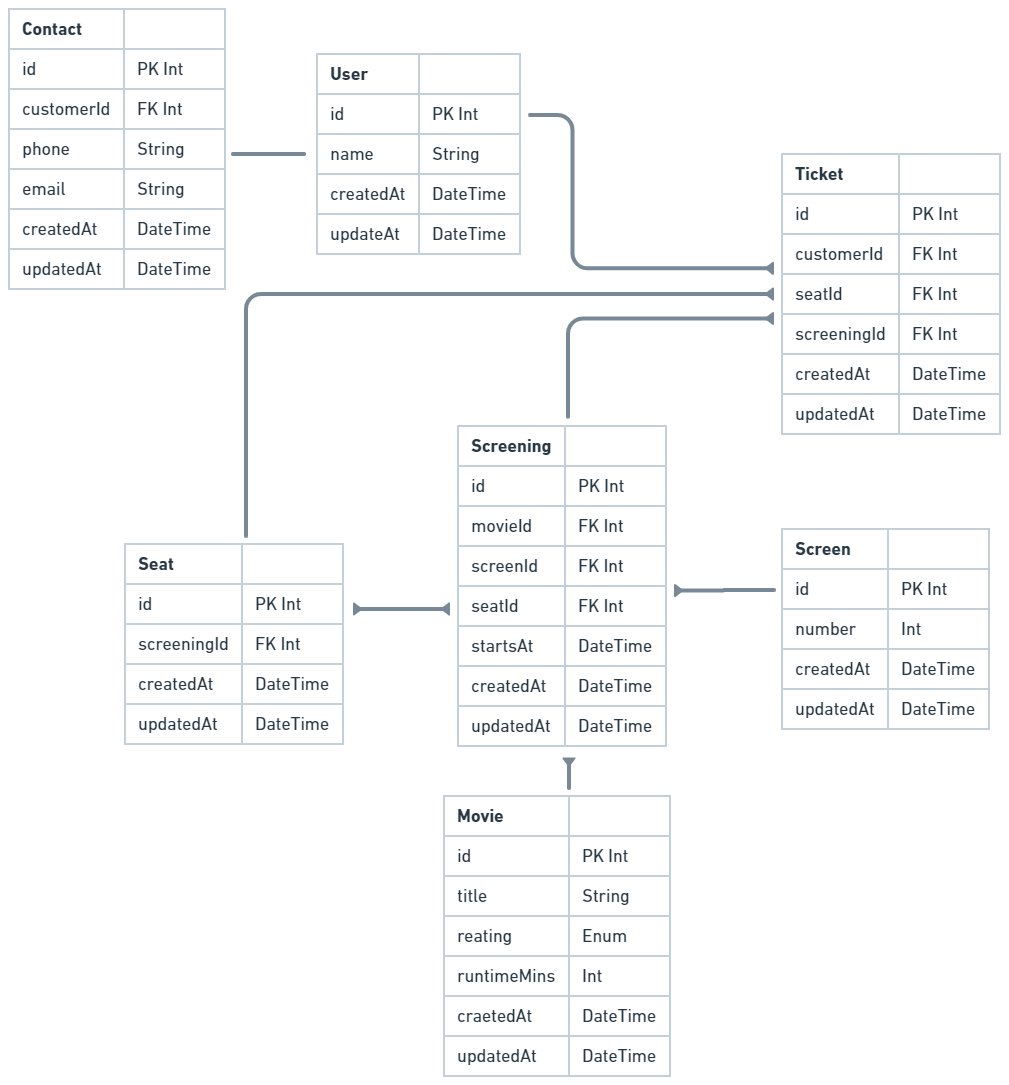 Contact
id PK Int
customerId FK Int
phone String
email String
createdAt DateTime
updatedAt DateTime
User
id PK Int
name String
createdAt DateTime
updateAt DateTime
Ticket
id PK Int
customerId FK Int
seatId FK Int
screeningId FK Int
createdAt DateTime
updatedAt DateTime
Screening
id PK Int
movieId FK Int
screenId FK Int
seatId FK Int
startsAt DateTime
createdAt DateTime
updatedAt DateTime
Seat
id PK Int
screeningId FK Int
createdAt DateTime
updatedAt DateTime
Screen
id PK Int
number Int
createdAt DateTime
updatedAt DateTime
Movie
id PK Int
title String
reating Enum
runtimeMins Int
craetedAt DateTime
updatedAt DateTime